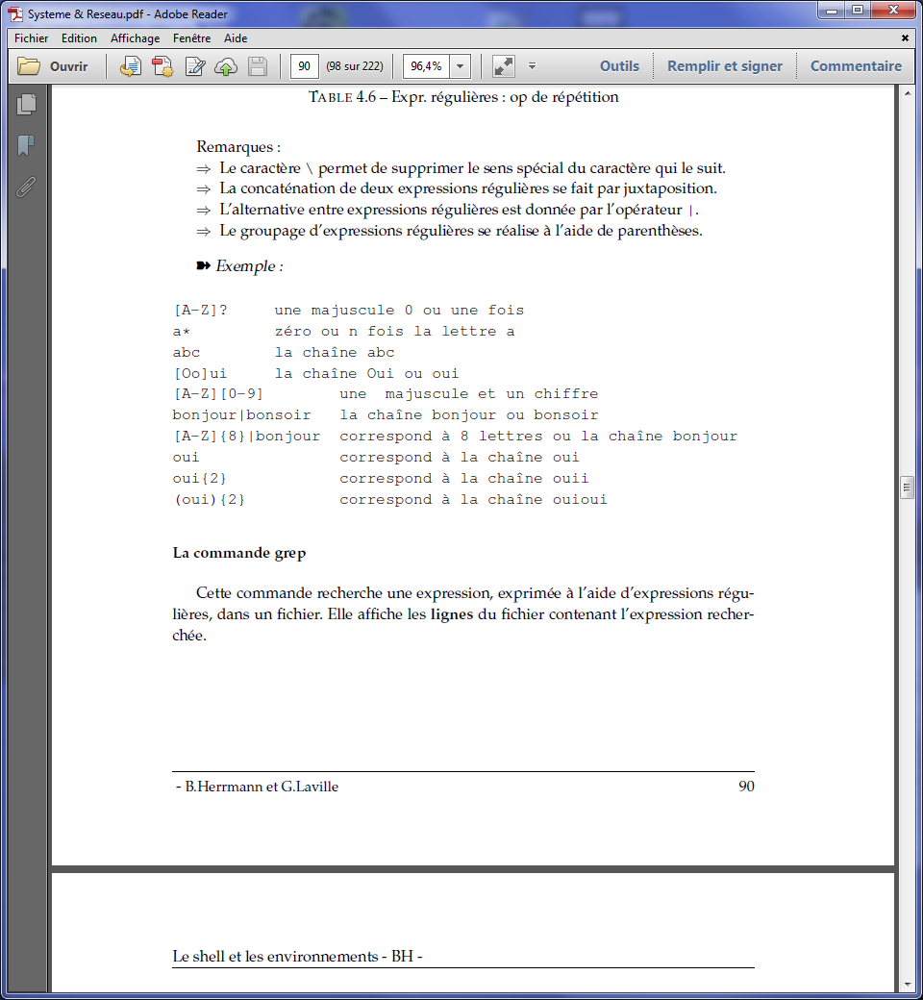 Systeme & Reseau.pdf - Adobe Reader
Fichier Edition Affichage Fenêtre Aide
Ouvrir 90 (98 sur 222) 96,4% Outils Remplir et signer Commentaire
TABLE 4.6 – Expr. régulières : op de répétition
Remarques :
⇒ Le caractère \ permet de supprimer le sens spécial du caractère qui le suit.
⇒ La concaténation de deux expressions régulières se fait par juxtaposition.
⇒ L'alternative entre expressions régulières est donnée par l'opérateur |.
⇒ Le groupage d'expressions régulières se réalise à l'aide de parenthèses.
Exemple :
[A-Z]? une majuscule 0 ou une fois
a* zéro ou n fois la lettre a
abc la chaîne abc
[Oo]ui la chaîne Oui ou oui
[A-Z][0-9] une majuscule et un chiffre
bonjour|bonsoir la chaîne bonjour ou bonsoir
[A-Z]{8}|bonjour correspond à 8 lettres ou la chaîne bonjour
oui correspond à la chaîne oui
oui{2} correspond à la chaîne ouii
(oui){2} correspond à la chaîne ouioui
La commande grep
Cette commande recherche une expression, exprimée à l'aide d'expressions régu-
lières, dans un fichier. Elle affiche les lignes du fichier contenant l'expression recher-
chée.
- B.Herrmann et G.Laville 90
Le shell et les environnements - BH -